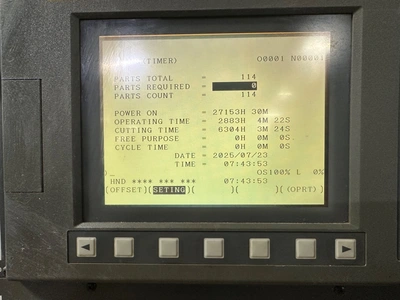 (TIMER) O0001 N00001
PARTS TOTAL = 114
PARTS REQUIRED = 0
PARTS COUNT = 114
POWER ON = 27153H 30M
OPERATING TIME = 2883H 4M 22S
CUTTING TIME = 6304H 3M 24S
FREE PURPOSE = 0H 0M 0S
CYCLE TIME = 0H 0M 0S
DATE = 2025/07/23
TIME = 07:43:53
)_ OS100% L 0%
HND **** *** *** 07:43:53
(OFFSET)(SETING)( )( )(OPRT)